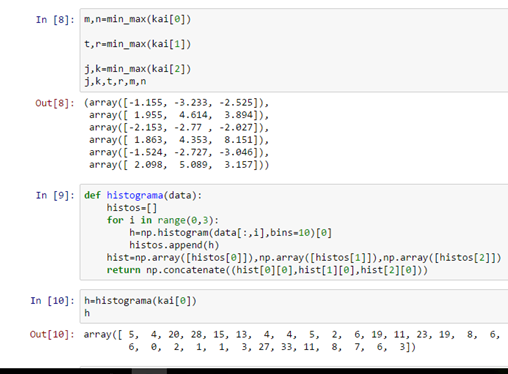 In [8]: m,n=min_max(kai[0])
t,r=min_max(kai[1])
j,k=min_max(kai[2])
j,k,t,r,m,n
Out[8]: (array([-1.155, -3.233, -2.525]),
array([ 1.955,  4.614,  3.894]),
array([-2.153, -2.77 , -2.027]),
array([ 1.863,  4.353,  8.151]),
array([-1.524, -2.727, -3.046]),
array([ 2.098,  5.089,  3.157]))
In [9]: def histograma(data):
    histos=[]
    for i in range(0,3):
        h=np.histogram(data[:,i],bins=10)[0]
        histos.append(h)
    hist=np.array([histos[0]]),np.array([histos[1]]),np.array([histos[2]])
    return np.concatenate((hist[0][0],hist[1][0],hist[2][0]))
In [10]: h=histograma(kai[0])
h
Out[10]: array([ 5,  4, 20, 28, 15, 13,  4,  4,  5,  2,  6, 19, 11, 23, 19,  8,  6,
6,  0,  2,  1,  1,  3, 27, 33, 11,  8,  7,  6,  3])